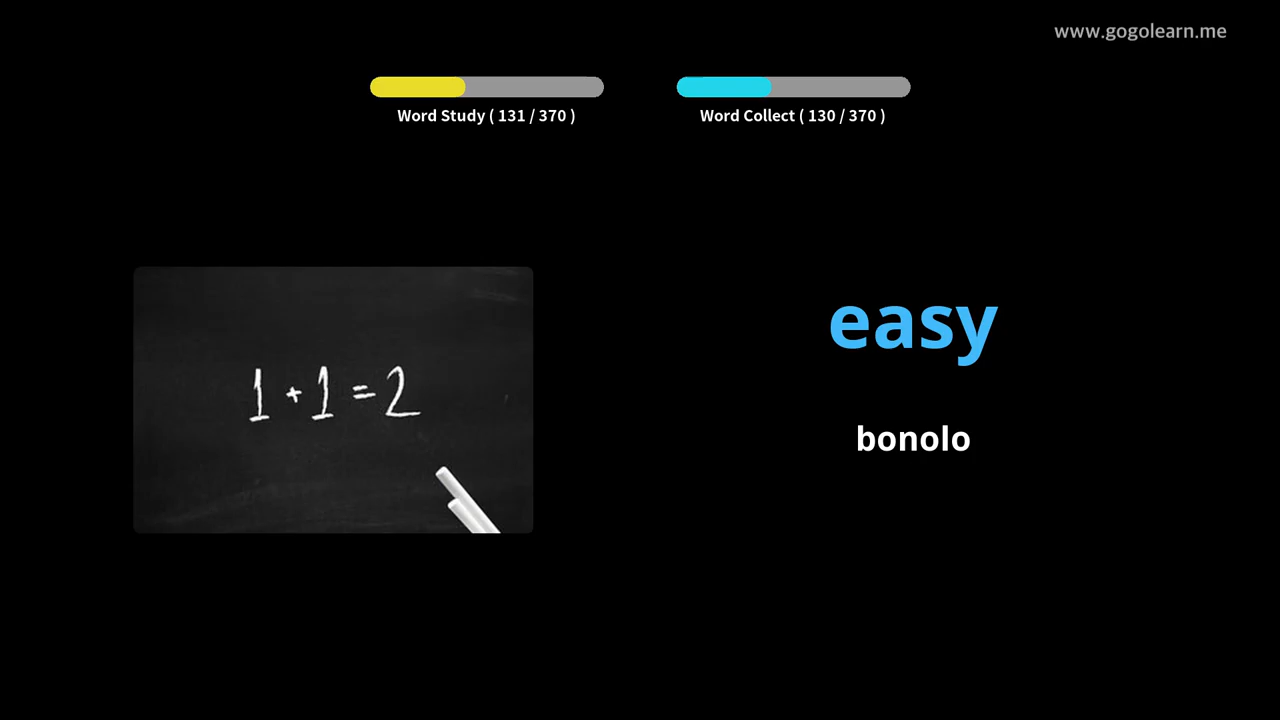 www.gogolearn.me
Word Study ( 131 / 370 )
Word Collect ( 130 / 370 )
1 + 1 = 2
easy
bonolo